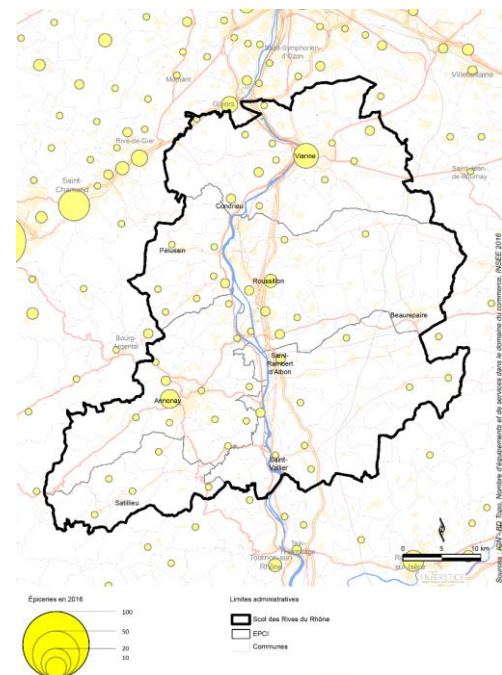 Saint-Symphorien
d'Ozon
Mornant
Villefontaine
Givors
Rive-de-Gier
Vienne
Saint-Jean
de-Bournay
Saint-
Chamond
Condrieu
Pélussin
Roussillon
Beaurepaire
Bourg-
Argental
Saint-
Rambert
d'Albon
Annonay
Saint-
Vallier
Satillieu
Tain-
l'Hermitage
Tournon-sur
Rhône
0 5 10 km
INTERSTICE
Sources : IGN -BD Topo, Nombre d'équipements et de services dans le domaine du commerce, INSEE 2016
Épiceries en 2016
100
50
20
10
Limites administratives
Scot des Rives du Rhône
EPCI
Communes